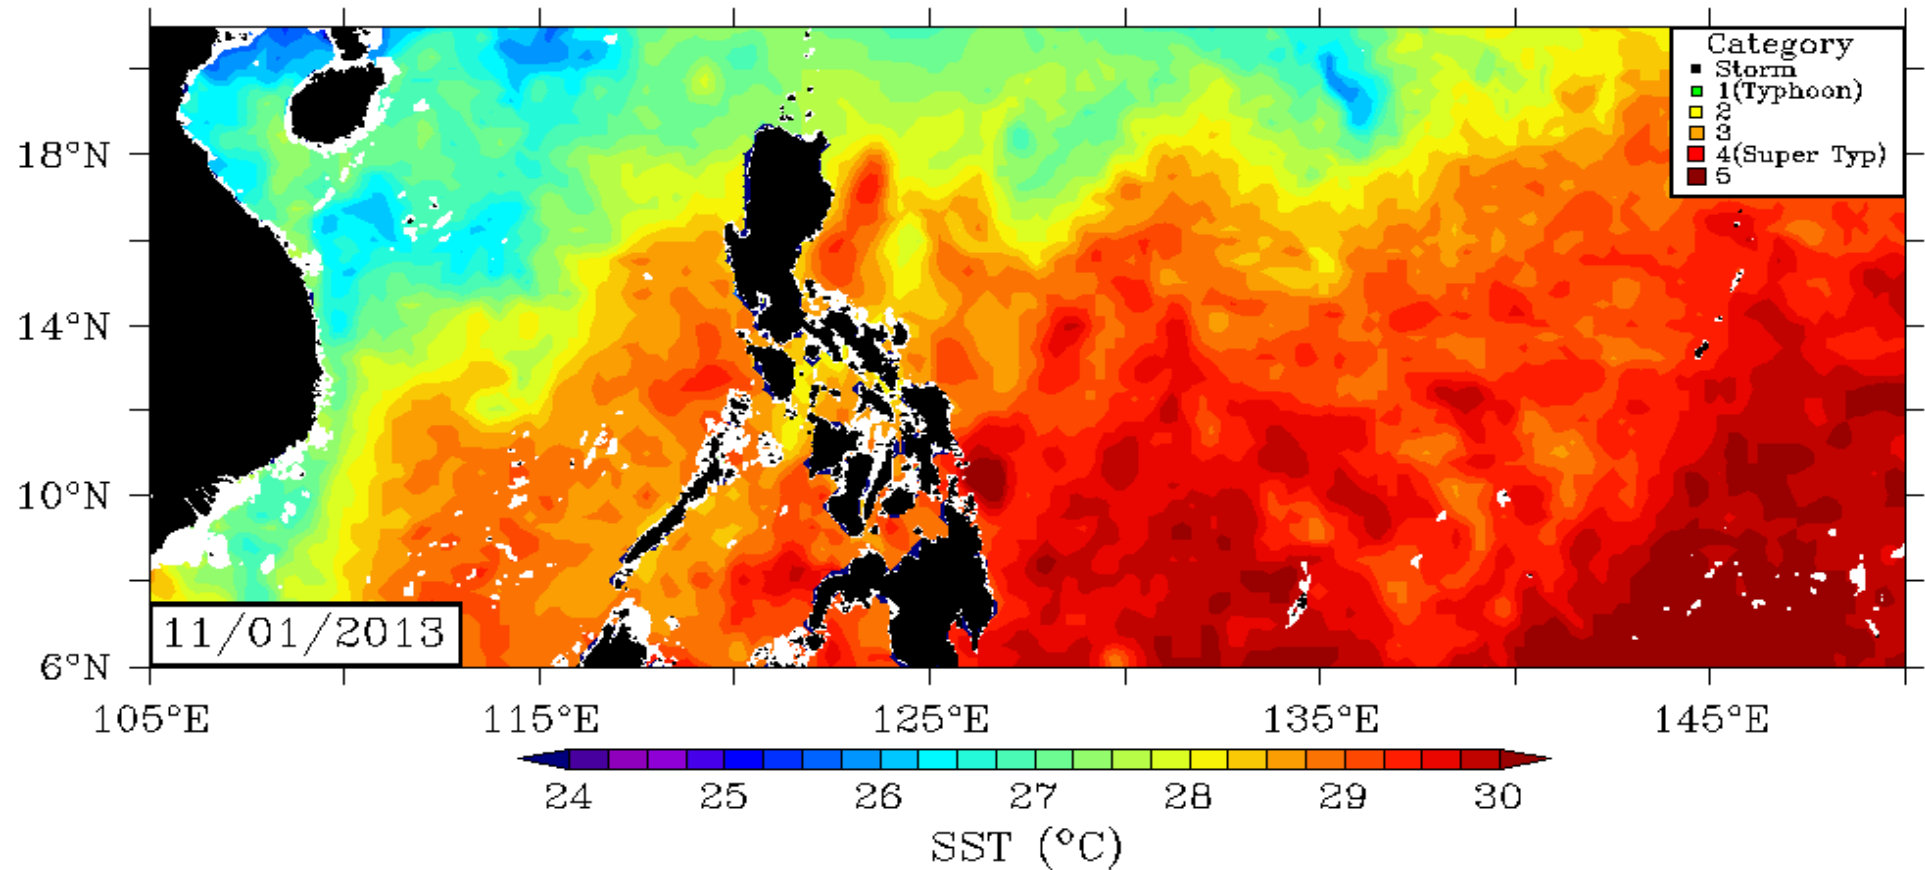 Category
Storm
1(Typhoon)
2
3
4(Super Typ)
5
18°N
14°N
10°N
6°N
11/01/2013
105°E 115°E 125°E 135°E 145°E
24 25 26 27 28 29 30
SST (°C)